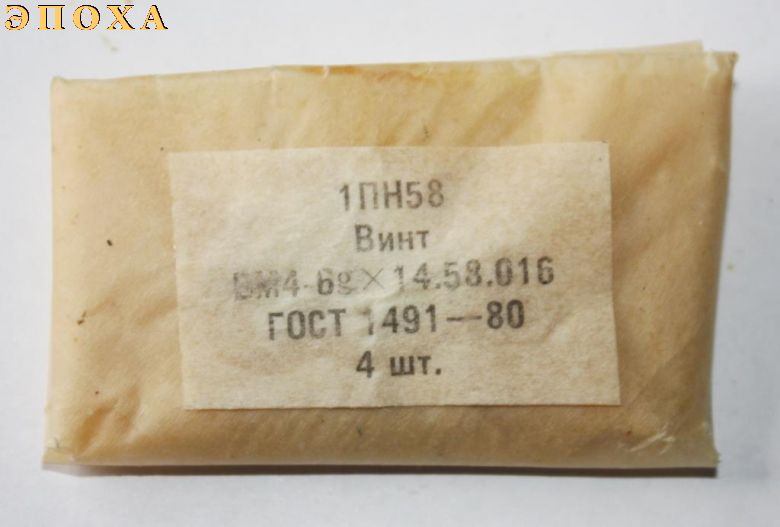 ЭПОХА
1ПН58
Винт
ВМ4-6g×14.58.016
ГОСТ 1491—80
4 шт.